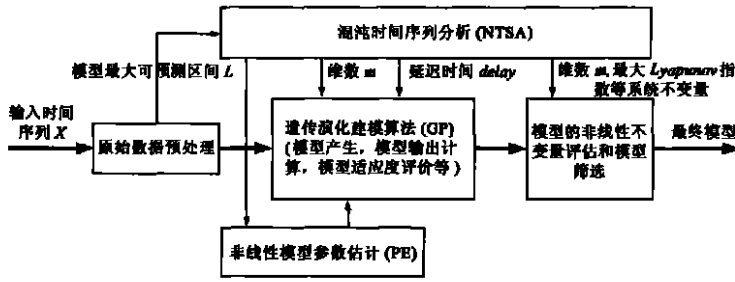 混沌时间序列分析 (NTSA)
模型最大可预测区间 L
维数 m
延迟时间 delay
维数 m,最大 Lyapunav 指
数等系统不变量
输入时间
序列 X
原始数据预处理
遗传演化建模算法 (GP)
(模型产生，模型输出计
算，模型适应度评价等 )
模型的非线性不
变量评估和模型
筛选
最终模型
非线性模型参数估计 (PE)